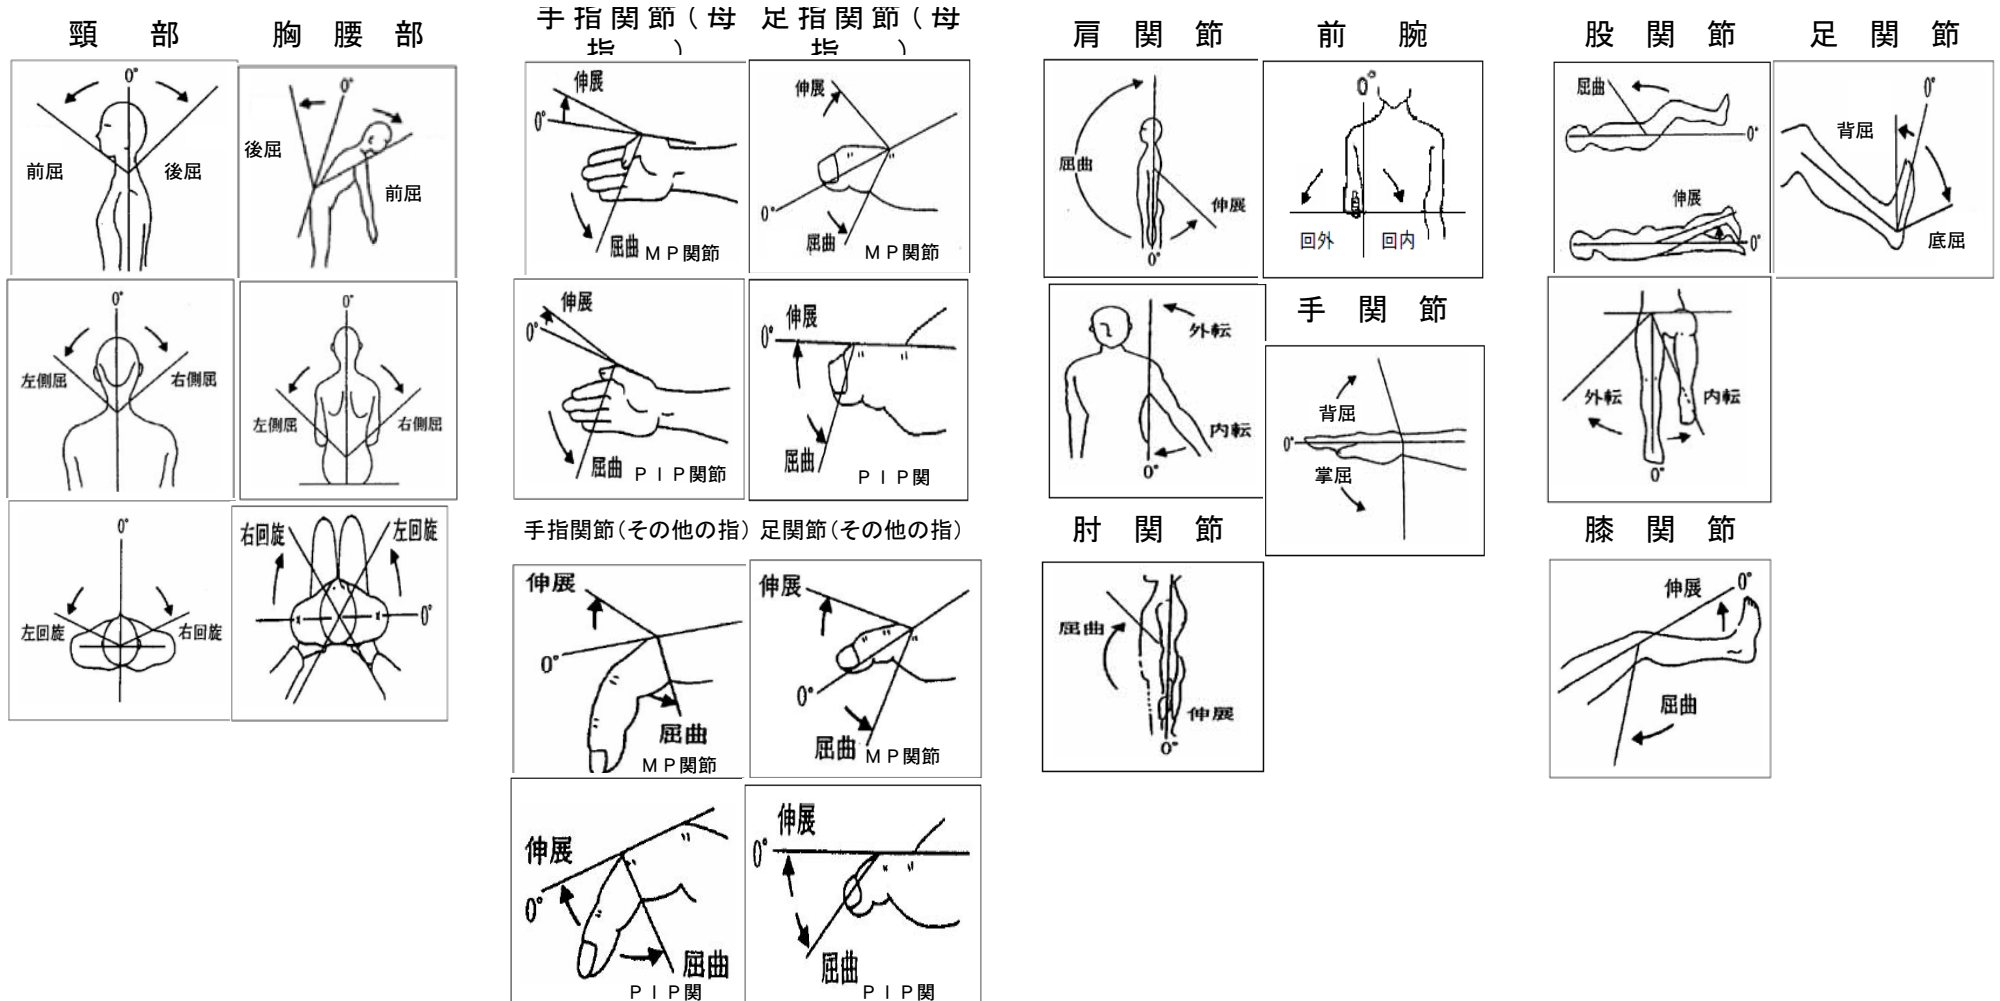 頸部
0°
前屈
後屈
0°
左側屈
右側屈
0°
左回旋
右回旋
胸腰部
0°
後屈
前屈
0°
左側屈
右側屈
右回旋
左回旋
0°
手指関節(母
指)
伸展
0°
屈曲
MP関節
伸展
0°
屈曲
PIP関節
足指関節(母
指)
伸展
0°
屈曲
MP関節
伸展
0°
屈曲
PIP関
手指関節(その他の指)
伸展
0°
屈曲
MP関節
伸展
0°
屈曲
PIP関
足関節(その他の指)
伸展
0°
屈曲
MP関節
伸展
0°
屈曲
PIP関
肩関節
屈曲
伸展
0°
外転
内転
0°
前腕
0°
回外
回内
手関節
背屈
0°
掌屈
肘関節
屈曲
伸展
0°
股関節
屈曲
0°
伸展
0°
外転
内転
0°
足関節
0°
背屈
底屈
膝関節
伸展
0°
屈曲